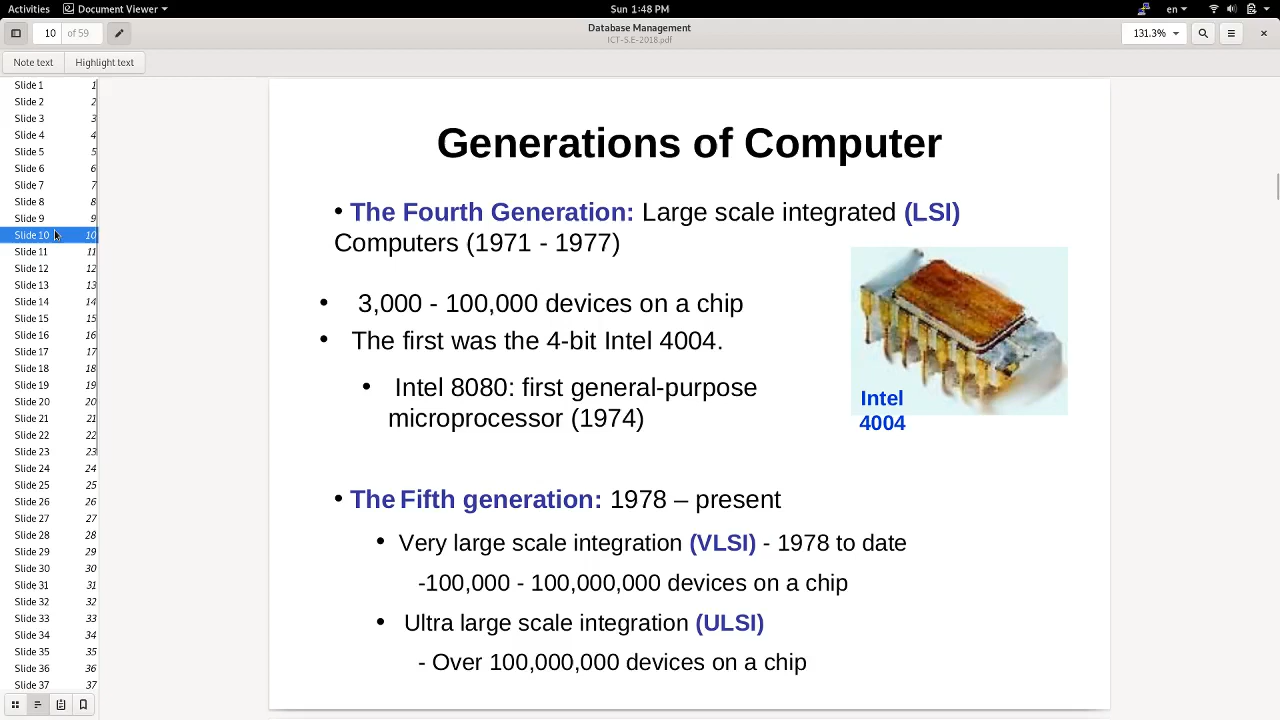 Activities Document Viewer Sun 1:48 PM en
10 of 59 Database Management 131.3%
ICT-S.E-2018.pdf
Note text Highlight text
Slide 1 1
Slide 2 2
Slide 3 3
Slide 4 4
Slide 5 5
Slide 6 6
Slide 7 7
Slide 8 8
Slide 9 9
Slide 10 10
Slide 11 11
Slide 12 12
Slide 13 13
Slide 14 14
Slide 15 15
Slide 16 16
Slide 17 17
Slide 18 18
Slide 19 19
Slide 20 20
Slide 21 21
Slide 22 22
Slide 23 23
Slide 24 24
Slide 25 25
Slide 26 26
Slide 27 27
Slide 28 28
Slide 29 29
Slide 30 30
Slide 31 31
Slide 32 32
Slide 33 33
Slide 34 34
Slide 35 35
Slide 36 36
Slide 37 37
Generations of Computer
• The Fourth Generation: Large scale integrated (LSI)
Computers (1971 - 1977)
• 3,000 - 100,000 devices on a chip
• The first was the 4-bit Intel 4004.
• Intel 8080: first general-purpose
microprocessor (1974)
Intel
4004
• The Fifth generation: 1978 – present
• Very large scale integration (VLSI) - 1978 to date
-100,000 - 100,000,000 devices on a chip
• Ultra large scale integration (ULSI)
- Over 100,000,000 devices on a chip